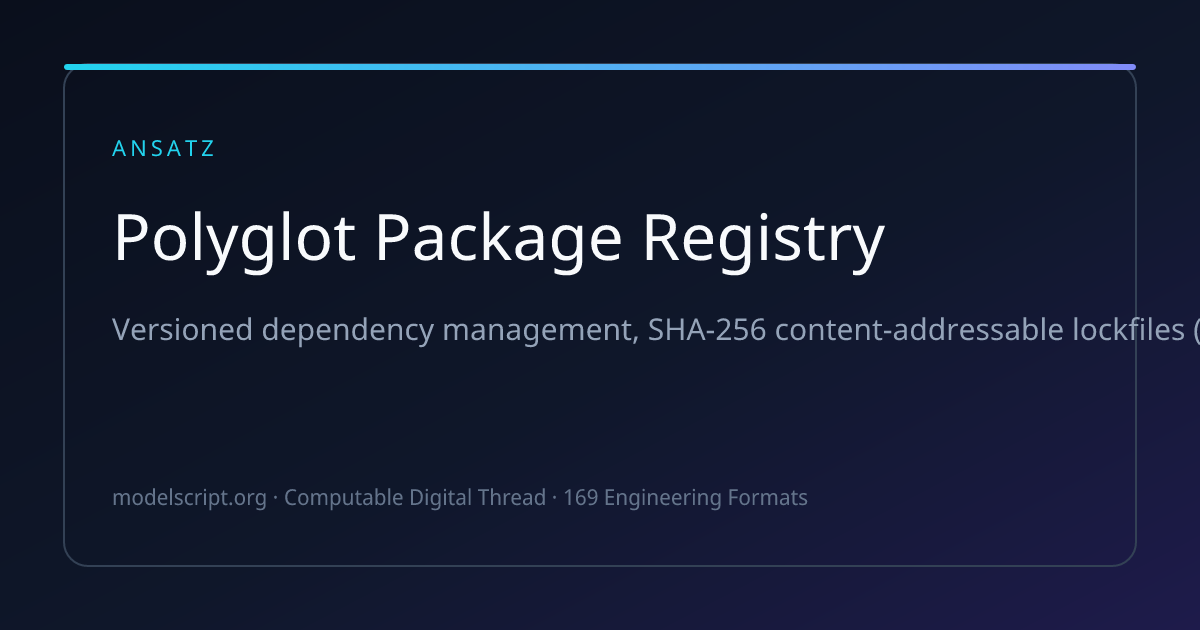 ANSATZ
Polyglot Package Registry
Versioned dependency management, SHA-256 content-addressable lockfiles (
modelscript.org · Computable Digital Thread · 169 Engineering Formats